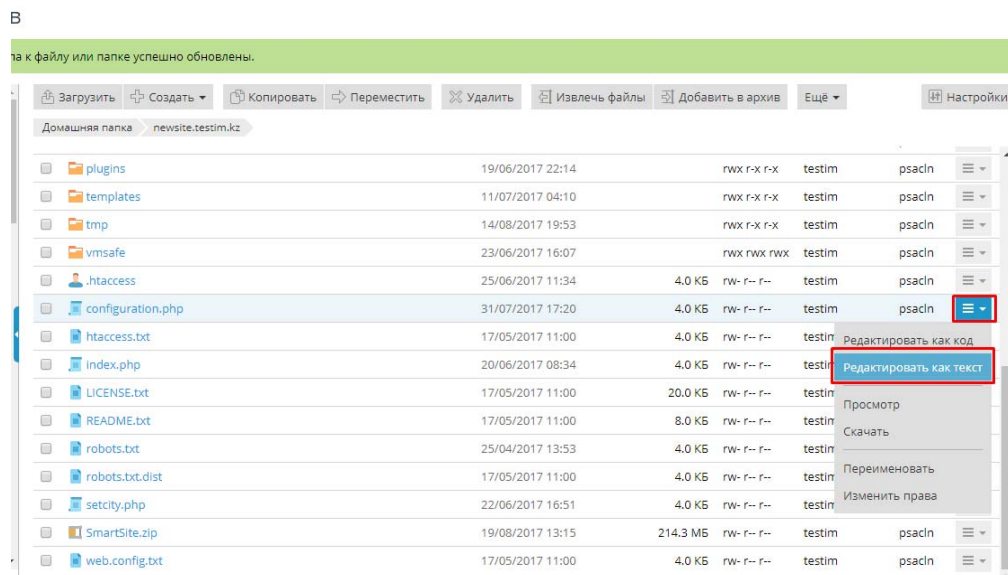 в
па к файлу или папке успешно обновлены.
Загрузить Создать Копировать Переместить Удалить Извлечь файлы Добавить в архив Ещё Настройки
Домашняя папка newsite.testim.kz
plugins 19/06/2017 22:14 rwx r-x r-x testim psacln
templates 11/07/2017 04:10 rwx r-x r-x testim psacln
tmp 14/08/2017 19:53 rwx r-x r-x testim psacln
vmsafe 23/06/2017 16:07 rwx rwx rwx testim psacln
.htaccess 25/06/2017 11:34 4.0 КБ rw- r-- r-- testim psacln
configuration.php 31/07/2017 17:20 4.0 КБ rw- r-- r-- testim psacln
htaccess.txt 17/05/2017 11:00 4.0 КБ rw- r-- r-- testim Редактировать как код
index.php 20/06/2017 08:34 4.0 КБ rw- r-- r-- testim Редактировать как текст
LICENSE.txt 17/05/2017 11:00 20.0 КБ rw- r-- r-- testim
Просмотр
README.txt 17/05/2017 11:00 8.0 КБ rw- r-- r-- testim
Скачать
robots.txt 25/04/2017 13:53 4.0 КБ rw- r-- r-- testim
robots.txt.dist 17/05/2017 11:00 4.0 КБ rw- r-- r-- testim Переименовать
setcity.php 22/06/2017 16:51 4.0 КБ rw- r-- r-- testim Изменить права
SmartSite.zip 19/08/2017 13:15 214.3 МБ rw- r-- r-- testim psacln
web.config.txt 17/05/2017 11:00 4.0 КБ rw- r-- r-- testim psacln